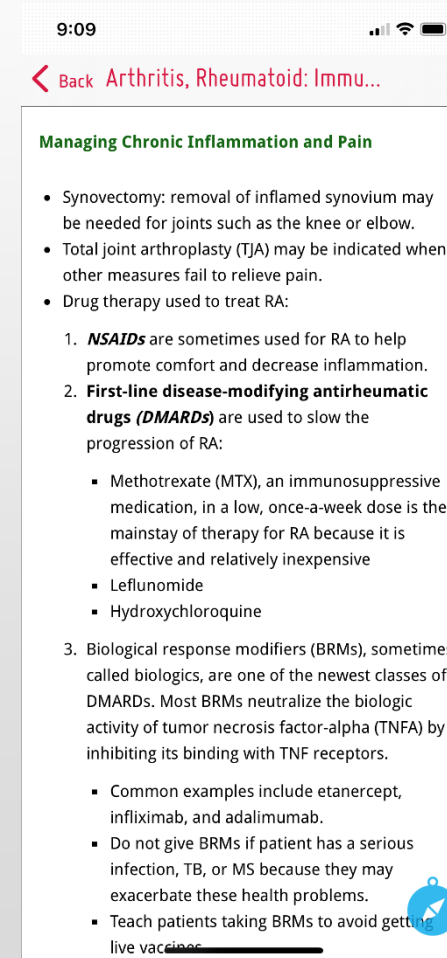 9:09
Back Arthritis, Rheumatoid: Immu...
Managing Chronic Inflammation and Pain
• Synovectomy: removal of inflamed synovium may
be needed for joints such as the knee or elbow.
• Total joint arthroplasty (TJA) may be indicated when
other measures fail to relieve pain.
• Drug therapy used to treat RA:
1. NSAIDs are sometimes used for RA to help
promote comfort and decrease inflammation.
2. First-line disease-modifying antirheumatic
drugs (DMARDs) are used to slow the
progression of RA:
▪ Methotrexate (MTX), an immunosuppressive
medication, in a low, once-a-week dose is the
mainstay of therapy for RA because it is
effective and relatively inexpensive
▪ Leflunomide
▪ Hydroxychloroquine
3. Biological response modifiers (BRMs), sometimes
called biologics, are one of the newest classes of
DMARDs. Most BRMs neutralize the biologic
activity of tumor necrosis factor-alpha (TNFA) by
inhibiting its binding with TNF receptors.
▪ Common examples include etanercept,
infliximab, and adalimumab.
▪ Do not give BRMs if patient has a serious
infection, TB, or MS because they may
exacerbate these health problems.
▪ Teach patients taking BRMs to avoid getting
live vaccines